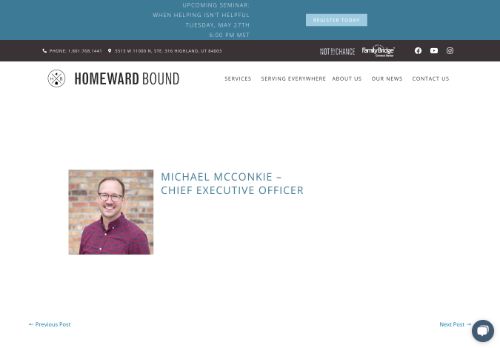 UPCOMING SEMINAR:
WHEN HELPING ISN'T HELPFUL
TUESDAY, MAY 27TH
6:00 PM MST
REGISTER TODAY
PHONE: 1.801.768.1441
5513 W 11000 N, STE. 316 HIGHLAND, UT 84003
NOT BY CHANCE
FamilyBridge
HOMEWARD BOUND
SERVICES
SERVING EVERYWHERE
ABOUT US
OUR NEWS
CONTACT US
MICHAEL MCCONKIE –
CHIEF EXECUTIVE OFFICER
← Previous Post
Next Post →